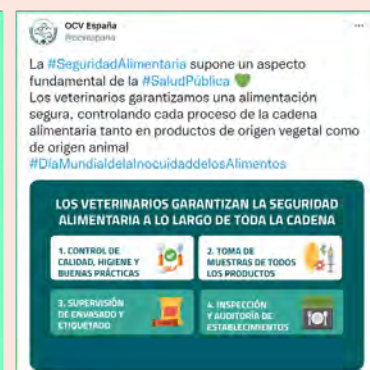 OCV España
@ocvespana
La #SeguridadAlimentaria supone un aspecto
fundamental de la #SaludPública 💚
Los veterinarios garantizamos una alimentación
segura, controlando cada proceso de la cadena
alimentaria tanto en productos de origen vegetal como
de origen animal
#DíaMundialdelaInocuidaddelosAlimentos
LOS VETERINARIOS GARANTIZAN LA SEGURIDAD
ALIMENTARIA A LO LARGO DE TODA LA CADENA
1. CONTROL DE
CALIDAD, HIGIENE Y
BUENAS PRÁCTICAS
2. TOMA DE
MUESTRAS DE TODOS
LOS PRODUCTOS
3. SUPERVISIÓN
DE ENVASADO Y
ETIQUETADO
4. INSPECCIÓN
Y AUDITORÍA DE
ESTABLECIMIENTOS